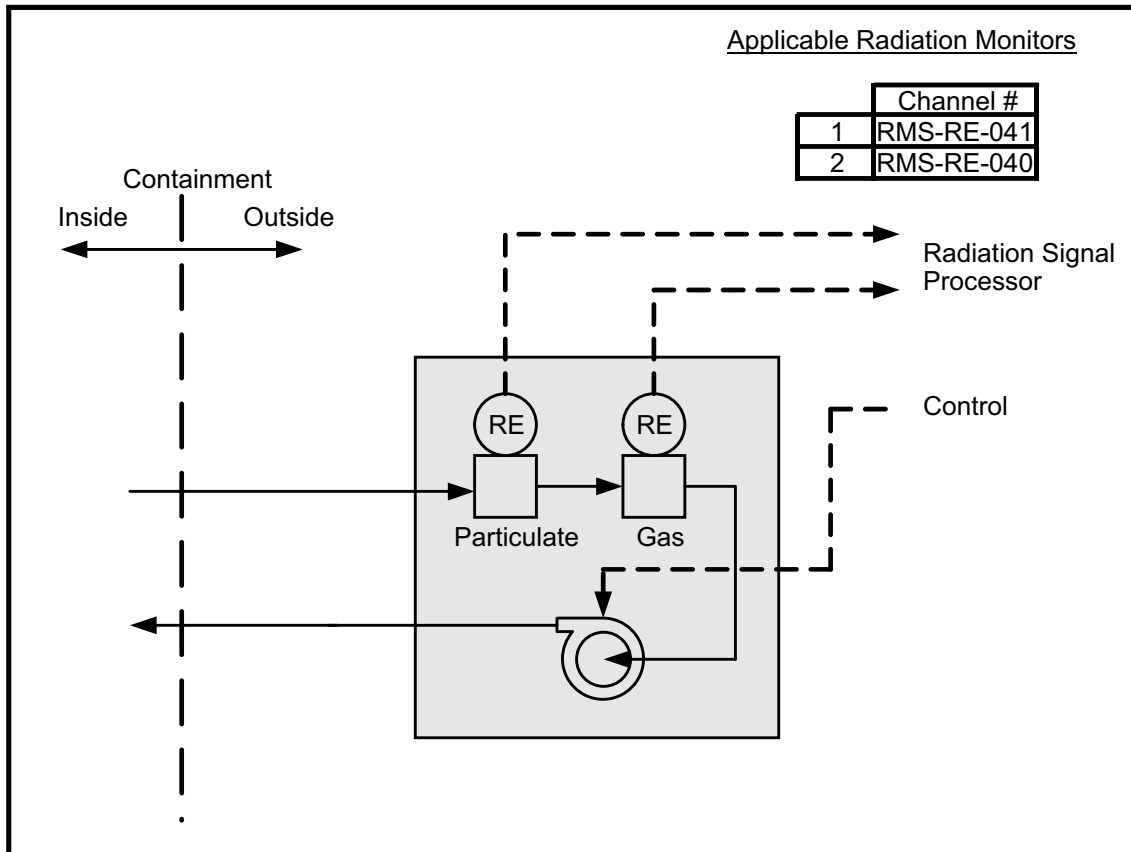 Applicable Radiation Monitors
Channel #
1 RMS-RE-041
2 RMS-RE-040
Containment
Inside Outside
Radiation Signal
Processor
Control
RE RE
Particulate Gas